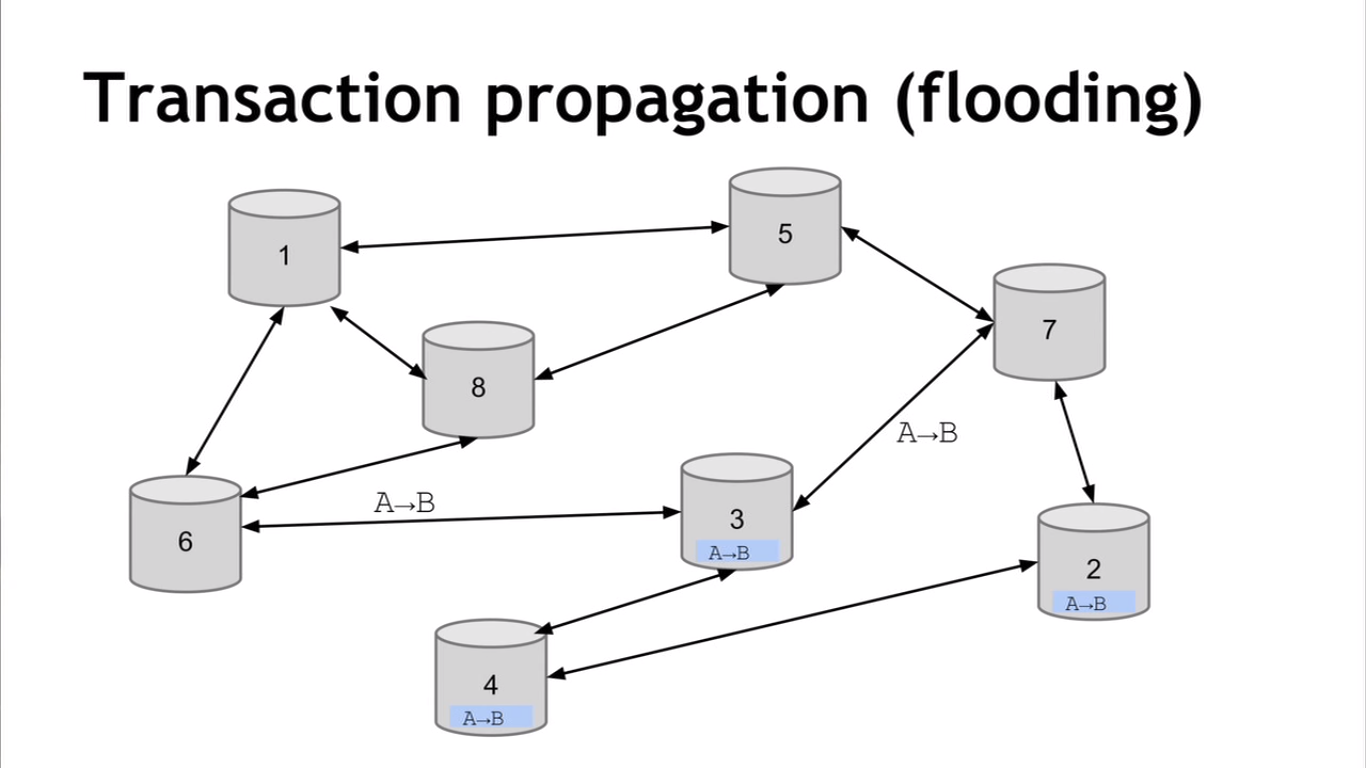 Transaction propagation (flooding)
1
5
7
8
A→B
A→B
6
3
A→B
2
A→B
4
A→B